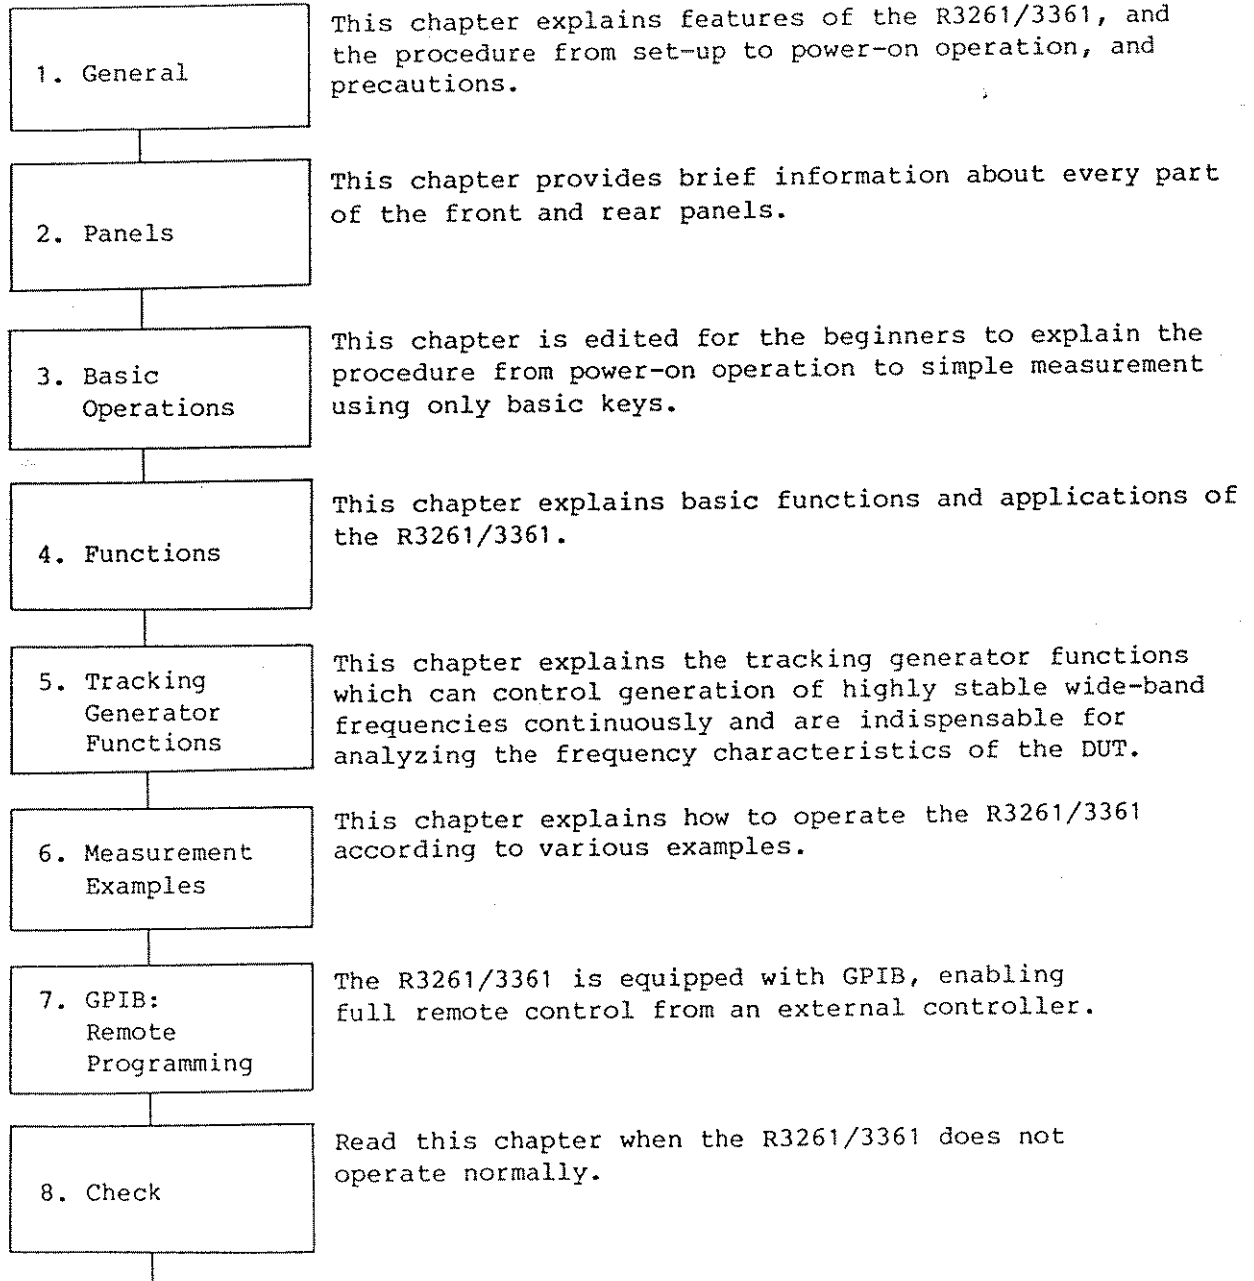 1. General
This chapter explains features of the R3261/3361, and
the procedure from set-up to power-on operation, and
precautions.
2. Panels
This chapter provides brief information about every part
of the front and rear panels.
3. Basic
Operations
This chapter is edited for the beginners to explain the
procedure from power-on operation to simple measurement
using only basic keys.
4. Functions
This chapter explains basic functions and applications of
the R3261/3361.
5. Tracking
Generator
Functions
This chapter explains the tracking generator functions
which can control generation of highly stable wide-band
frequencies continuously and are indispensable for
analyzing the frequency characteristics of the DUT.
6. Measurement
Examples
This chapter explains how to operate the R3261/3361
according to various examples.
7. GPIB:
Remote
Programming
The R3261/3361 is equipped with GPIB, enabling
full remote control from an external controller.
8. Check
Read this chapter when the R3261/3361 does not
operate normally.